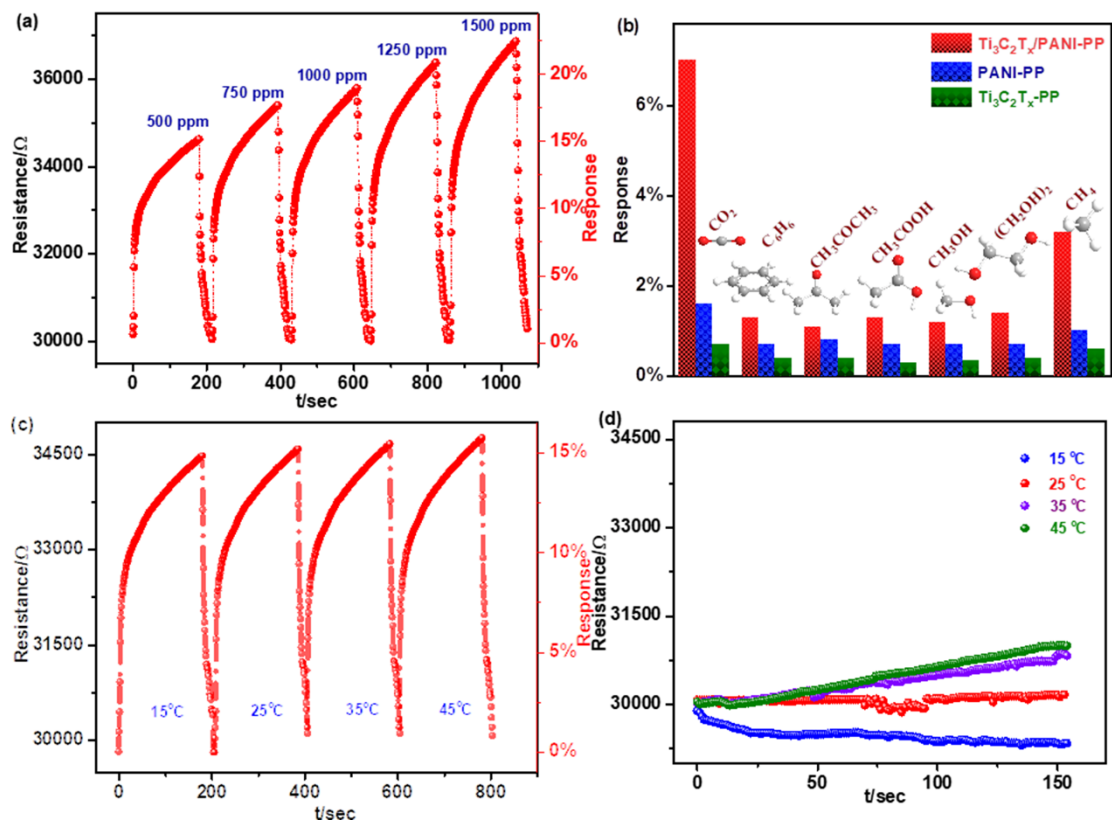 (a)
500 ppm
750 ppm
1000 ppm
1250 ppm
1500 ppm
36000
34000
32000
30000
Resistance/Ω
20%
15%
10%
5%
0%
Response
0 200 400 600 800 1000
t/sec
(b)
Ti₃C₂Tₓ/PANI-PP
PANI-PP
Ti₃C₂Tₓ-PP
6%
4%
2%
0%
Response
CO₂
C₆H₆
CH₃COCH₃
CH₃COOH
CH₃OH
(CH₂OH)₂
CH₄
(c)
34500
33000
31500
30000
Resistance/Ω
15%
10%
5%
0%
Response
15°C
25°C
35°C
45°C
0 200 400 600 800
t/sec
(d)
15 °C
25 °C
35 °C
45 °C
34500
33000
31500
30000
Resistance/Ω
0 50 100 150
t/sec